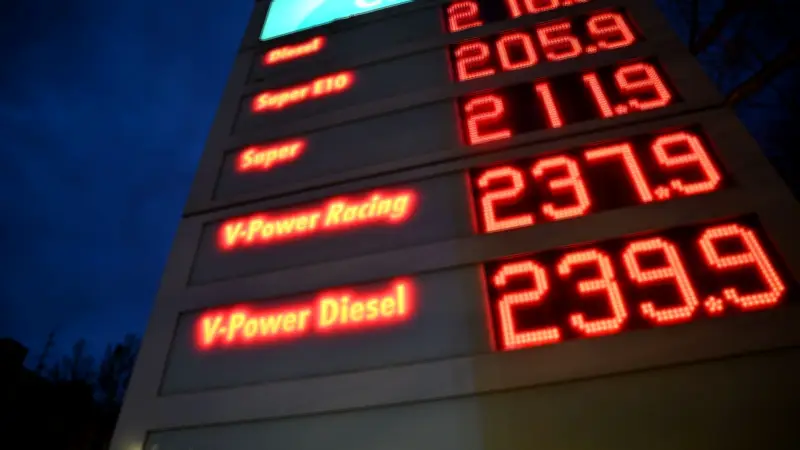 Diesel
Super E10 205.9
Super 211.9
V-Power Racing 237.9
V-Power Diesel 239.9